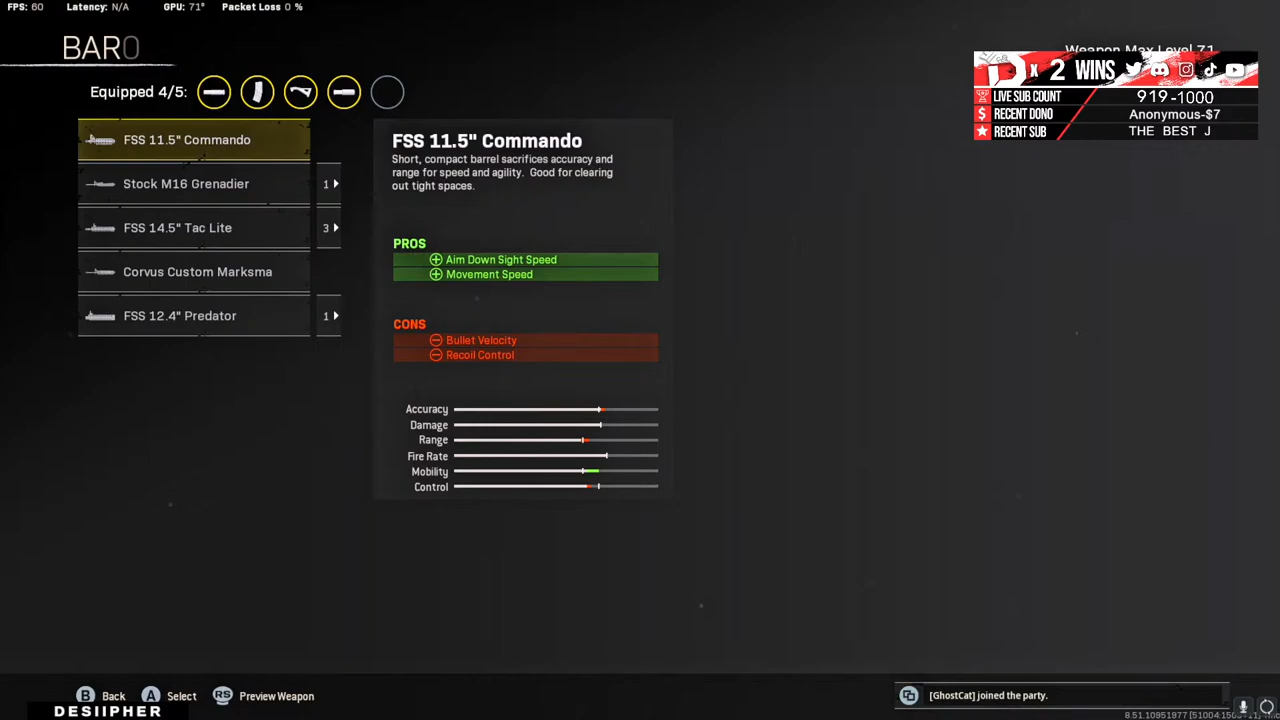 FPS: 60 Latency: N/A GPU: 71° Packet Loss 0 %
BARO
Weapon Max Level 71
Equipped 4/5:
X 2 WINS
LIVE SUB COUNT 919-1000
RECENT DONO Anonymous-$7
RECENT SUB THE BEST J
FSS 11.5" Commando
Stock M16 Grenadier 1
FSS 14.5" Tac Lite 3
Corvus Custom Marksma
FSS 12.4" Predator 1
FSS 11.5" Commando
Short, compact barrel sacrifices accuracy and
range for speed and agility. Good for clearing
out tight spaces.
PROS
Aim Down Sight Speed
Movement Speed
CONS
Bullet Velocity
Recoil Control
Accuracy
Damage
Range
Fire Rate
Mobility
Control
B Back A Select RS Preview Weapon
[GhostCat] joined the party.
DESIIPHER